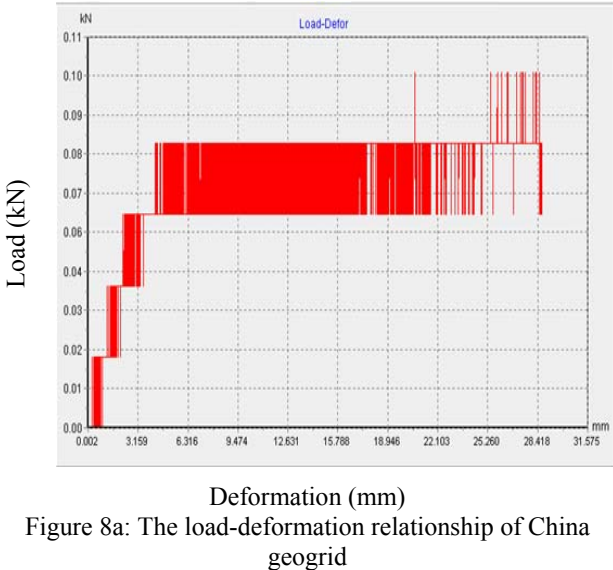 kN
Load-Defor
0.11
0.10
0.09
0.08
0.07
0.06
0.04
0.03
0.02
0.01
0.00
0.002 3.159 6.316 9.474 12.631 15.788 18.946 22.103 25.260 28.418 31.575
mm
Load (kN)
Deformation (mm)
Figure 8a: The load-deformation relationship of China
geogrid